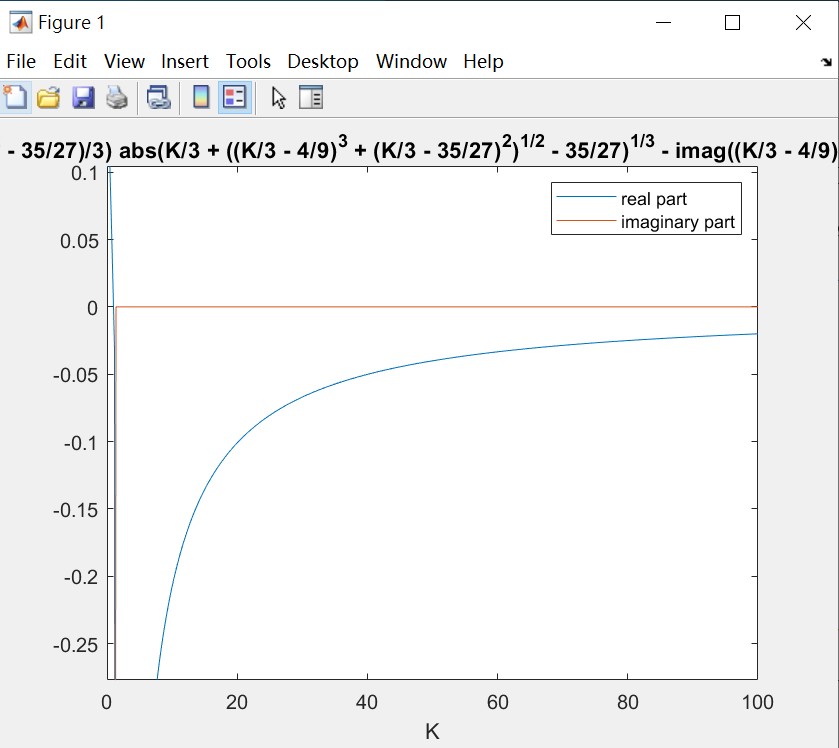 Figure 1
File Edit View Insert Tools Desktop Window Help
- 35/27)/3) abs(K/3 + ((K/3 - 4/9)^3 + (K/3 - 35/27)^2)^1/2 - 35/27)^1/3 - imag((K/3 - 4/9)
0.1
0.05
0
-0.05
-0.1
-0.15
-0.2
-0.25
real part
imaginary part
0 20 40 60 80 100
K